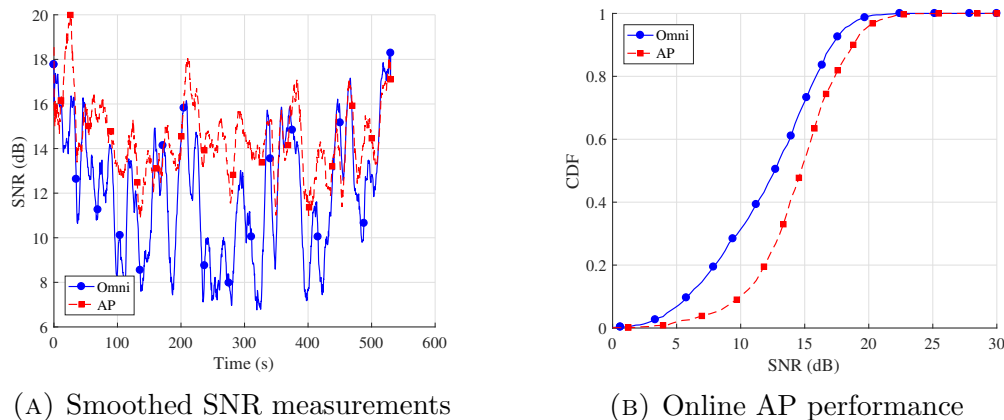 20
18
16
14
12
10
8
6
SNR (dB)
Omni
AP
0 100 200 300 400 500 600
Time (s)
(A) Smoothed SNR measurements
1
0.8
0.6
0.4
0.2
0
CDF
Omni
AP
0 5 10 15 20 25 30
SNR (dB)
(B) Online AP performance